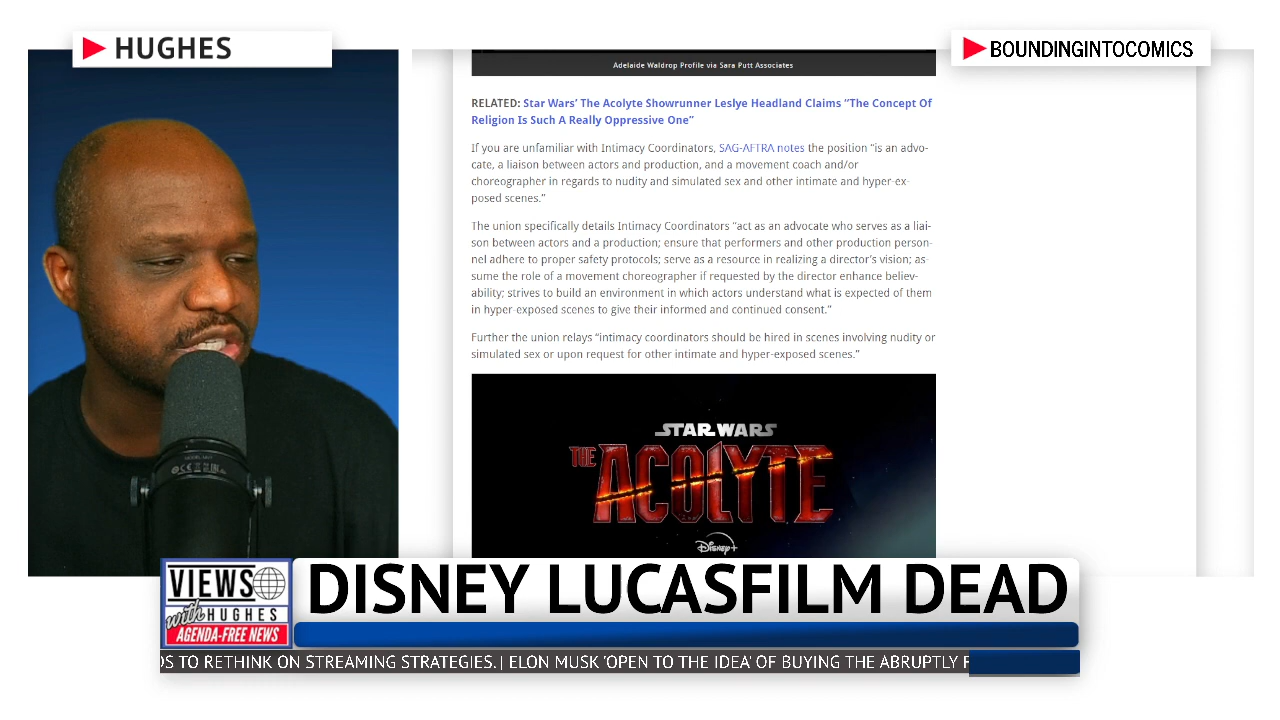 HUGHES
BOUNDINGINTOCOMICS
Adelaide Waldrop Profile via Sara Putt Associates
RELATED: Star Wars’ The Acolyte Showrunner Leslye Headland Claims “The Concept Of
Religion Is Such A Really Oppressive One”
If you are unfamiliar with Intimacy Coordinators, SAG-AFTRA notes the position “is an advo-
cate, a liaison between actors and production, and a movement coach and/or
choreographer in regards to nudity and simulated sex and other intimate and hyper-ex-
posed scenes.”
The union specifically details Intimacy Coordinators “act as an advocate who serves as a liai-
son between actors and a production; ensure that performers and other production person-
nel adhere to proper safety protocols; serve as a resource in realizing a director’s vision; as-
sume the role of a movement choreographer if requested by the director enhance believ-
ability; strives to build an environment in which actors understand what is expected of them
in hyper-exposed scenes to give their informed and continued consent.”
Further the union relays “intimacy coordinators should be hired in scenes involving nudity or
simulated sex or upon request for other intimate and hyper-exposed scenes.”
STAR WARS
THE ACOLYTE
Disney+
VIEWS
with HUGHES
AGENDA-FREE NEWS
DISNEY LUCASFILM DEAD
S TO RETHINK ON STREAMING STRATEGIES. | ELON MUSK 'OPEN TO THE IDEA' OF BUYING THE ABRUPTLY F